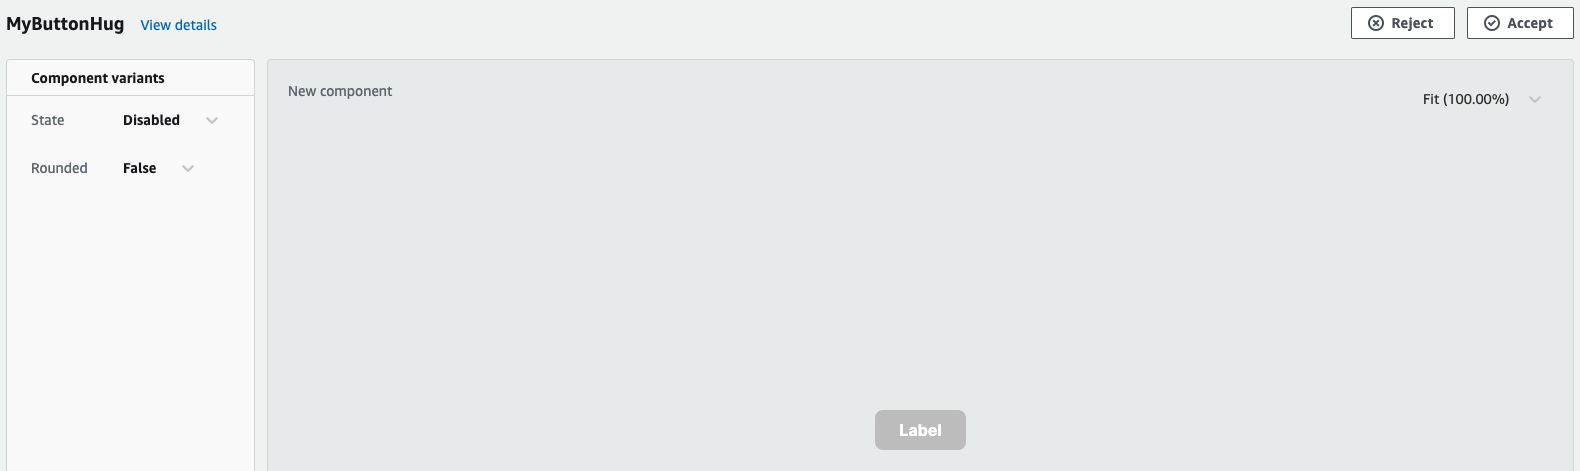 MyButtonHug View details Reject Accept
Component variants
New component
Fit (100.00%)
State Disabled
Rounded False
Label